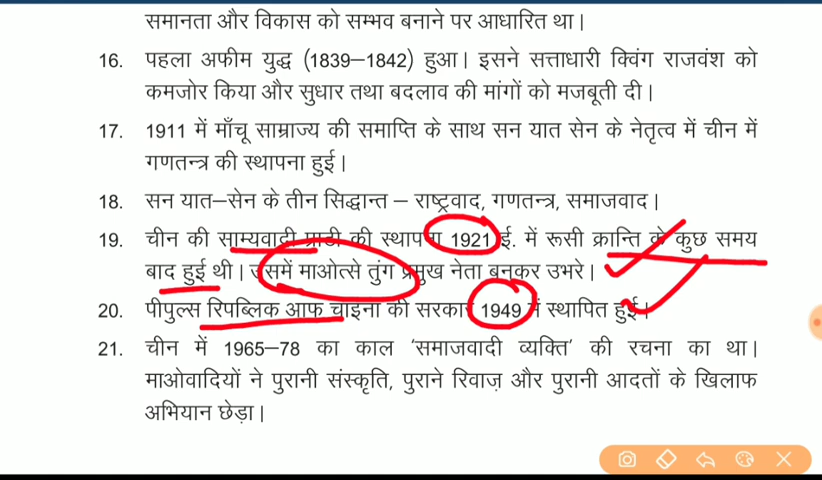 समानता और विकास को सम्भव बनाने पर आधारित था।
16. पहला अफीम युद्ध (1839–1842) हुआ। इसने सत्ताधारी क्विंग राजवंश को
कमजोर किया और सुधार तथा बदलाव की मांगों को मजबूती दी।
17. 1911 में माँचू साम्राज्य की समाप्ति के साथ सन यात सेन के नेतृत्व में चीन में
गणतन्त्र की स्थापना हुई।
18. सन यात–सेन के तीन सिद्धान्त – राष्ट्रवाद, गणतन्त्र, समाजवाद।
19. चीन की साम्यवादी पार्टी की स्थापना 1921 ई. में रूसी क्रान्ति के कुछ समय
बाद हुई थी। उसमें माओत्से तुंग प्रमुख नेता बनकर उभरे।
20. पीपुल्स रिपब्लिक आफ चाइना की सरकार 1949 में स्थापित हुई।
21. चीन में 1965–78 का काल 'समाजवादी व्यक्ति' की रचना का था।
माओवादियों ने पुरानी संस्कृति, पुराने रिवाज़ और पुरानी आदतों के खिलाफ
अभियान छेड़ा।